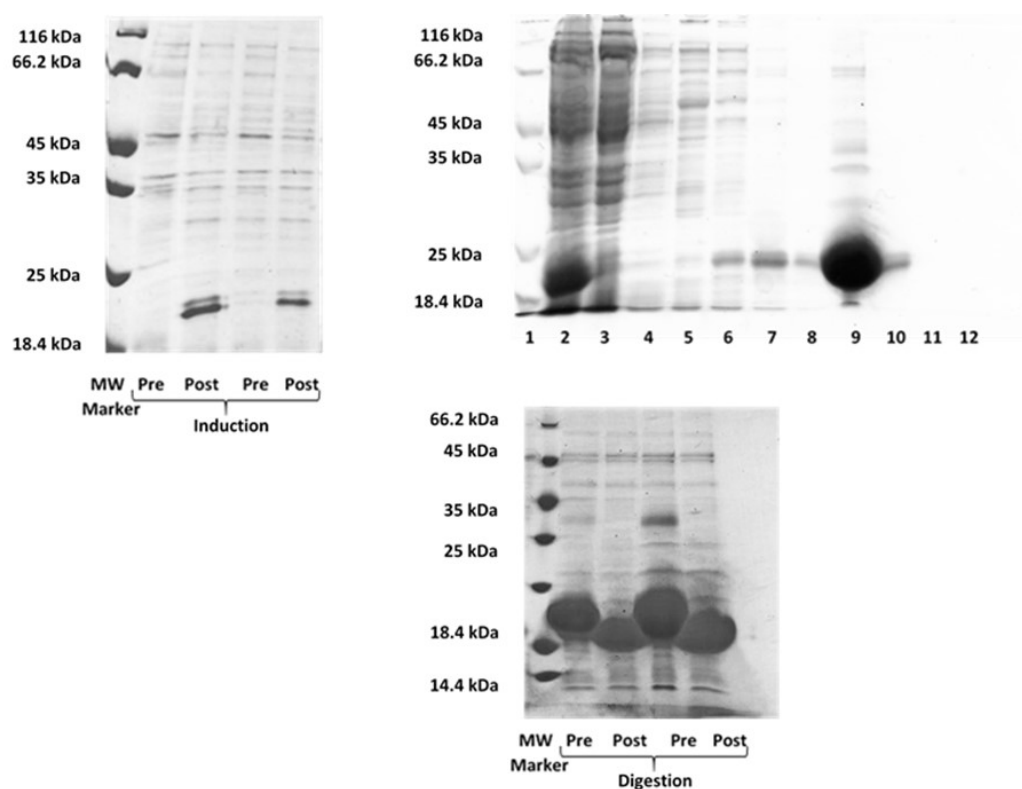 116 kDa
66.2 kDa
45 kDa
35 kDa
25 kDa
18.4 kDa
MW Pre Post Pre Post
Marker
Induction
116 kDa
66.2 kDa
45 kDa
35 kDa
25 kDa
18.4 kDa
1 2 3 4 5 6 7 8 9 10 11 12
66.2 kDa
45 kDa
35 kDa
25 kDa
18.4 kDa
14.4 kDa
MW Pre Post Pre Post
Marker
Digestion